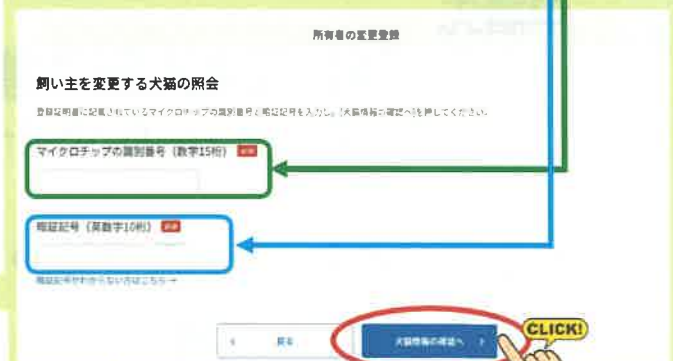 所有者の変更登録
飼い主を変更する犬猫の照会
登録証明書に記載されているマイクロチップの識別番号と暗証記号を入力し、[犬猫情報の確認へ]を押してください。
マイクロチップの識別番号（数字15桁） 必須
暗証記号（英数字10桁） 必須
暗証記号がわからない方はこちら→
戻る
犬猫情報の確認へ
CLICK!